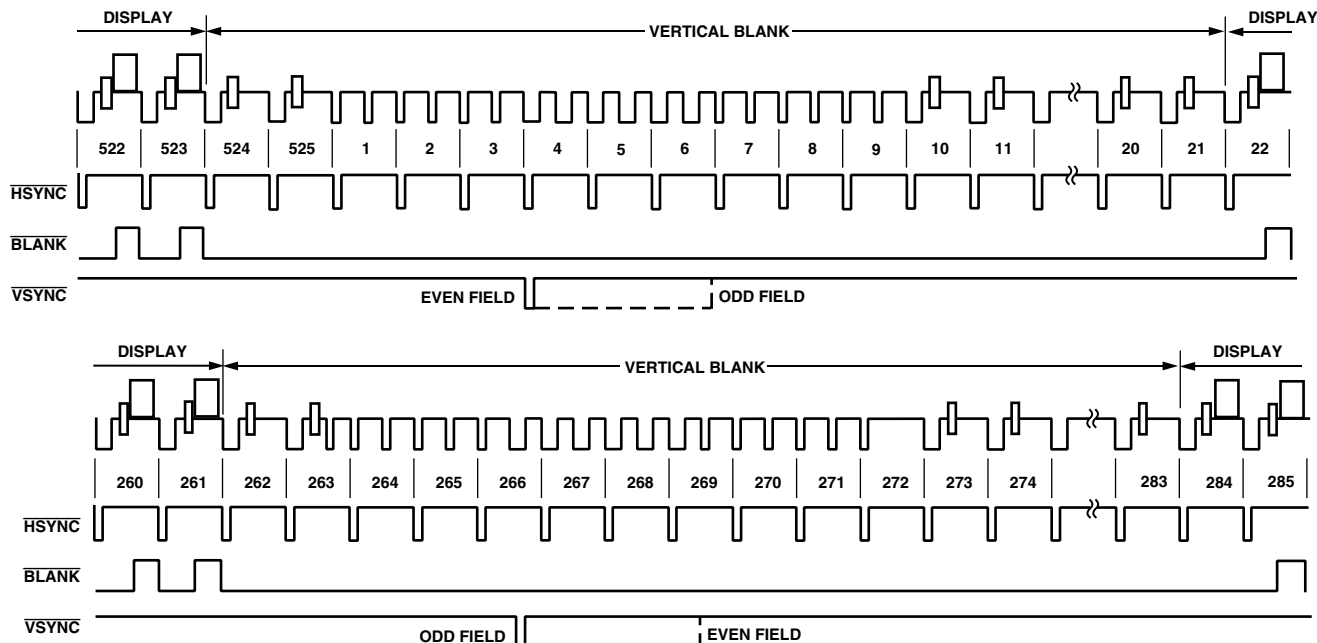 DISPLAY VERTICAL BLANK DISPLAY
522 523 524 525 1 2 3 4 5 6 7 8 9 10 11 20 21 22
HSYNC
BLANK
VSYNC
EVEN FIELD ODD FIELD
DISPLAY VERTICAL BLANK DISPLAY
260 261 262 263 264 265 266 267 268 269 270 271 272 273 274 283 284 285
HSYNC
BLANK
VSYNC
ODD FIELD EVEN FIELD